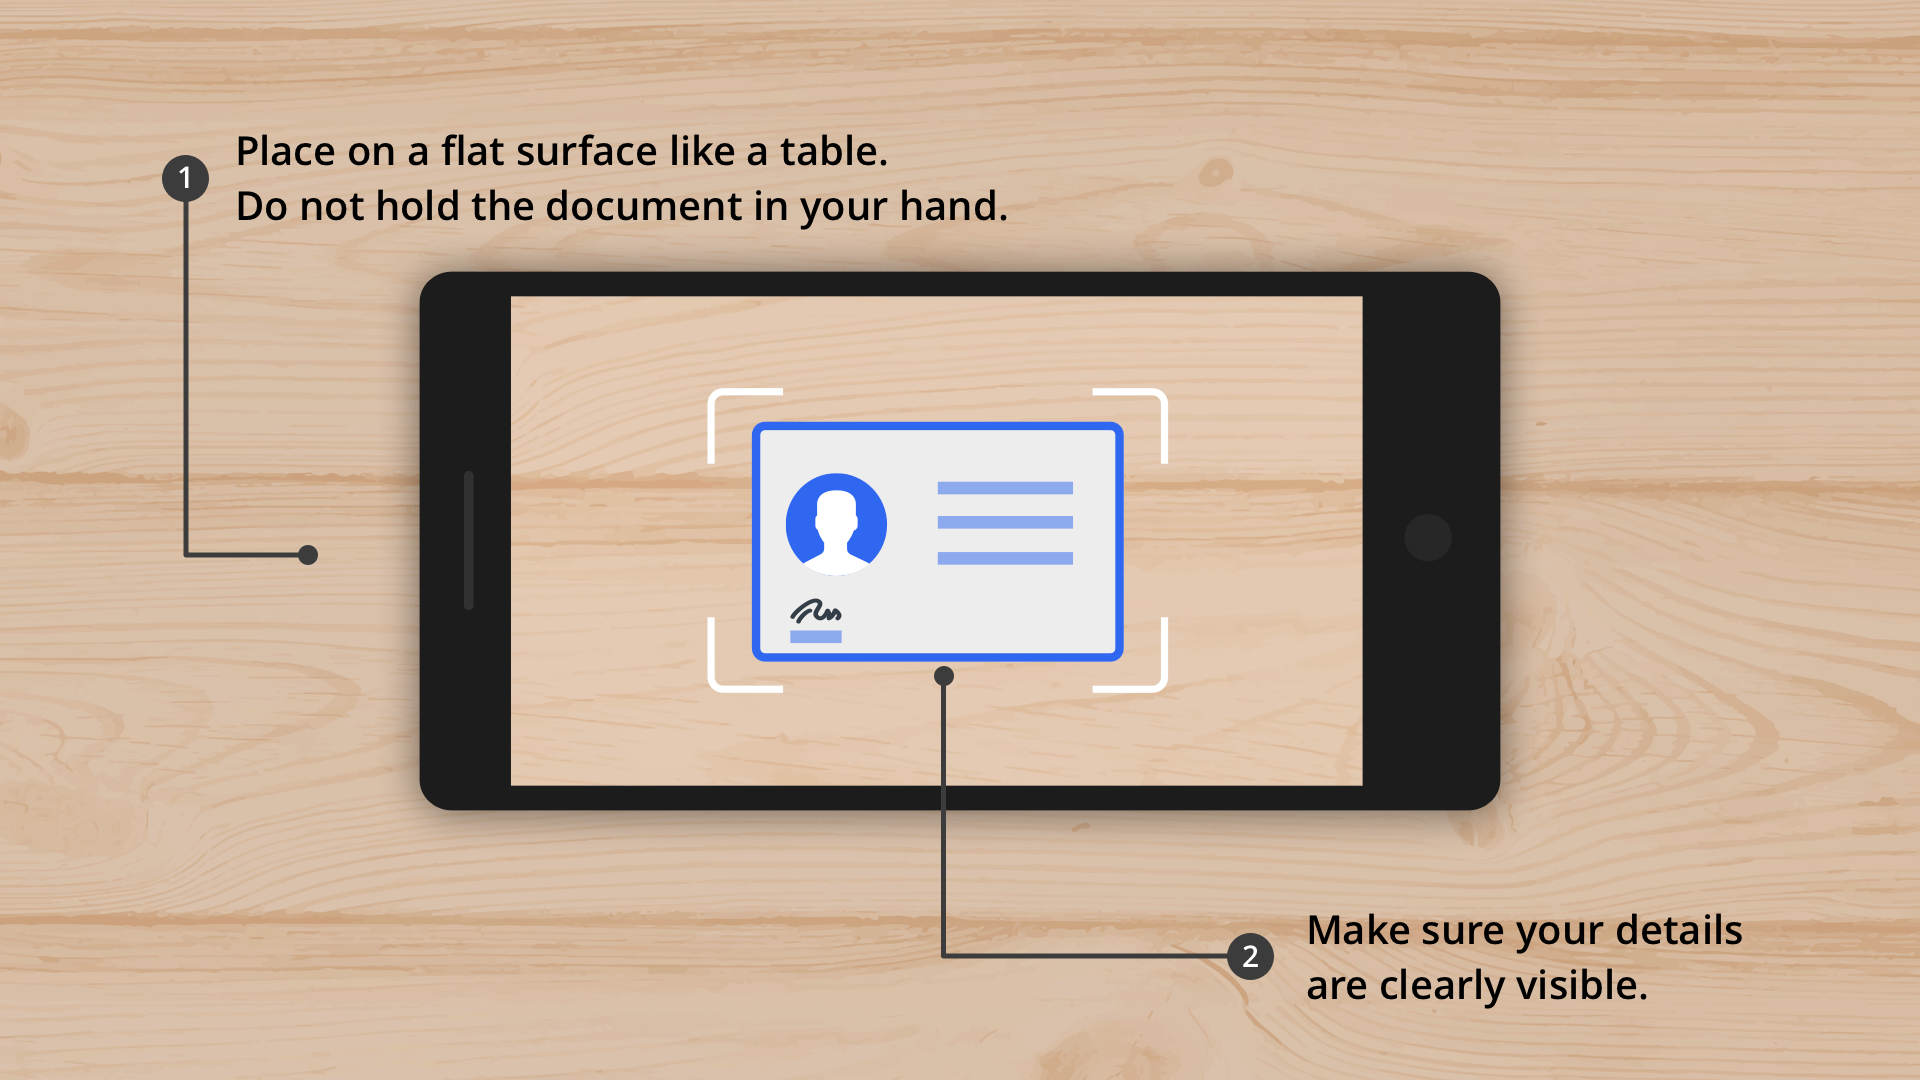 1
Place on a flat surface like a table.
Do not hold the document in your hand.
2
Make sure your details
are clearly visible.